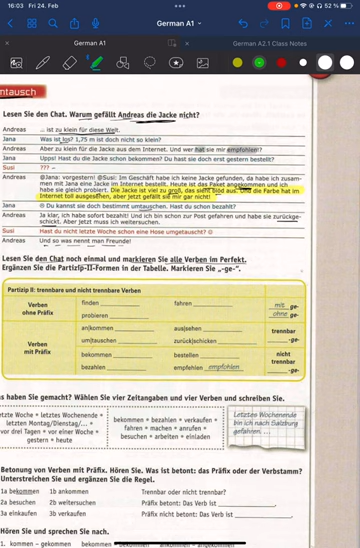 16:03 Fri 24. Feb
52 %
German A1
German A1
German A2.1 Class Notes
ntausch
Lesen Sie den Chat. Warum gefällt Andreas die Jacke nicht?
Andreas ... ist zu klein für diese Welt.
Jana Was ist los? 1,75 m ist doch nicht so klein?
Andreas Aber zu klein für die Jacke aus dem Internet. Und wer hat sie mir empfohlen!?
Jana Upps! Hast du die Jacke schon bekommen? Du hast sie doch erst gestern bestellt?
Susi ??? –
Andreas @Jana: vorgestern! @Susi: Im Geschäft habe ich keine Jacke gefunden, da habe ich zusam-
men mit Jana eine Jacke im Internet bestellt. Heute ist das Paket angekommen und ich
habe sie gleich probiert. Die Jacke ist viel zu groß, das sieht blöd aus. Und die Farbe hat im
Internet toll ausgesehen, aber jetzt gefällt sie mir gar nicht!
Jana Du kannst sie doch bestimmt umtauschen. Hast du schon bezahlt?
Andreas Ja klar, ich habe sofort bezahlt! Und ich bin schon zur Post gefahren und habe sie zurückge-
schickt. Aber jetzt muss ich weitersuchen.
Susi Hast du nicht letzte Woche schon eine Hose umgetauscht?
Andreas Und so was nennt man Freunde!
Lesen Sie den Chat noch einmal und markieren Sie alle Verben im Perfekt.
Ergänzen Sie die Partizip-II-Formen in der Tabelle. Markieren Sie „-ge-“.
Partizip II: trennbare und nicht trennbare Verben
Verben
ohne Präfix
finden fahren mit ge-
probieren ohne ge-
Verben
mit Präfix
an|kommen aus|sehen trennbar
um|tauschen zurück|schicken -ge-
bekommen bestellen nicht
trennbar
bezahlen empfehlen empfohlen -ge-
s haben Sie gemacht? Wählen Sie vier Zeitangaben und vier Verben und schreiben Sie.
etzte Woche • letztes Wochenende •
letzten Montag/Dienstag/... •
vor drei Tagen • vor einer Woche •
gestern • heute
bekommen • bezahlen • verkaufen •
fahren • machen • anrufen •
besuchen • arbeiten • einladen
Letztes Wochenende
bin ich nach Salzburg
gefahren. ...
Betonung von Verben mit Präfix. Hören Sie. Was ist betont: das Präfix oder der Verbstamm?
Unterstreichen Sie und ergänzen Sie die Regel.
1a bekommen 1b ankommen Trennbar oder nicht trennbar?
2a besuchen 2b weitersuchen Präfix betont: Das Verb ist
3a einkaufen 3b verkaufen Präfix nicht betont: Das Verb ist
Hören Sie und sprechen Sie nach.
1. kommen – gekommen bekommen